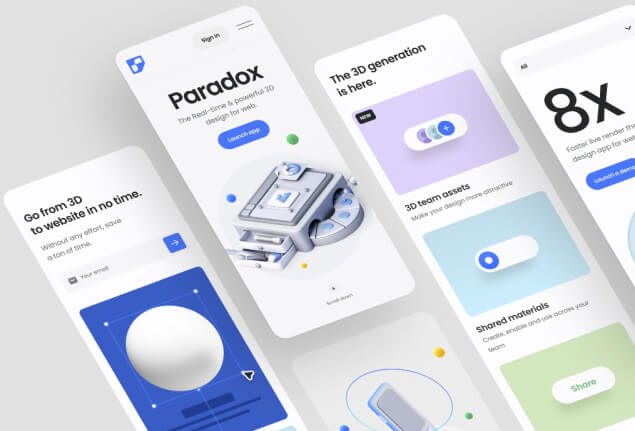 Go from 3D
to website in no time.
Without any effort, save
a ton of time.
Your email
Sign in
Paradox
The Real-time & powerful 3D
design for web.
Launch app
Scroll down
The 3D generation
is here.
NEW
3D team assets
Make your design more attractive
Shared materials
Create, enable and use across your
team
Share
All
8x
Faster live render the
design app for web
Launch a demo